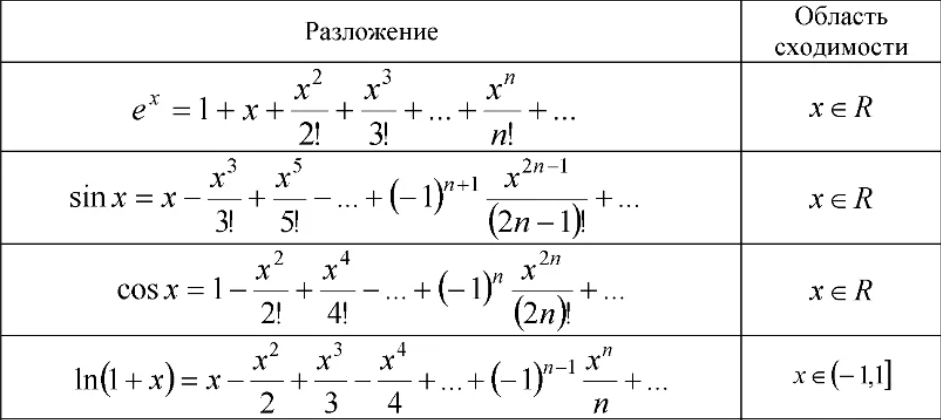 Разложение
Область
сходимости
e^x = 1 + x + x^2/2! + x^3/3! + ... + x^n/n! + ...
x ∈ R
sin x = x − x^3/3! + x^5/5! − ... + (−1)^{n+1} x^{2n−1}/(2n−1)! + ...
x ∈ R
cos x = 1 − x^2/2! + x^4/4! − ... + (−1)^n x^{2n}/(2n)! + ...
x ∈ R
ln(1 + x) = x − x^2/2 + x^3/3 − x^4/4 + ... + (−1)^{n−1} x^n/n + ...
x ∈ (−1,1]